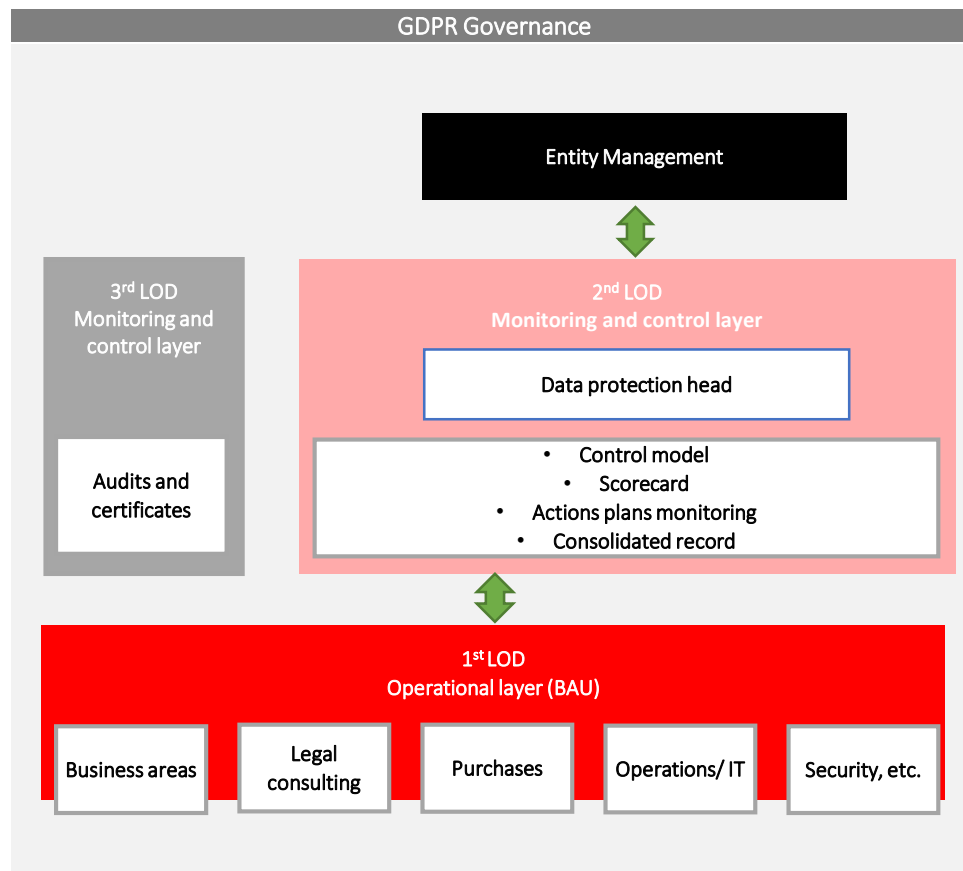 GDPR Governance
Entity Management
3rd LOD
Monitoring and
control layer
Audits and
certificates
2nd LOD
Monitoring and control layer
Data protection head
• Control model
• Scorecard
• Actions plans monitoring
• Consolidated record
1st LOD
Operational layer (BAU)
Business areas
Legal
consulting
Purchases
Operations/ IT
Security, etc.